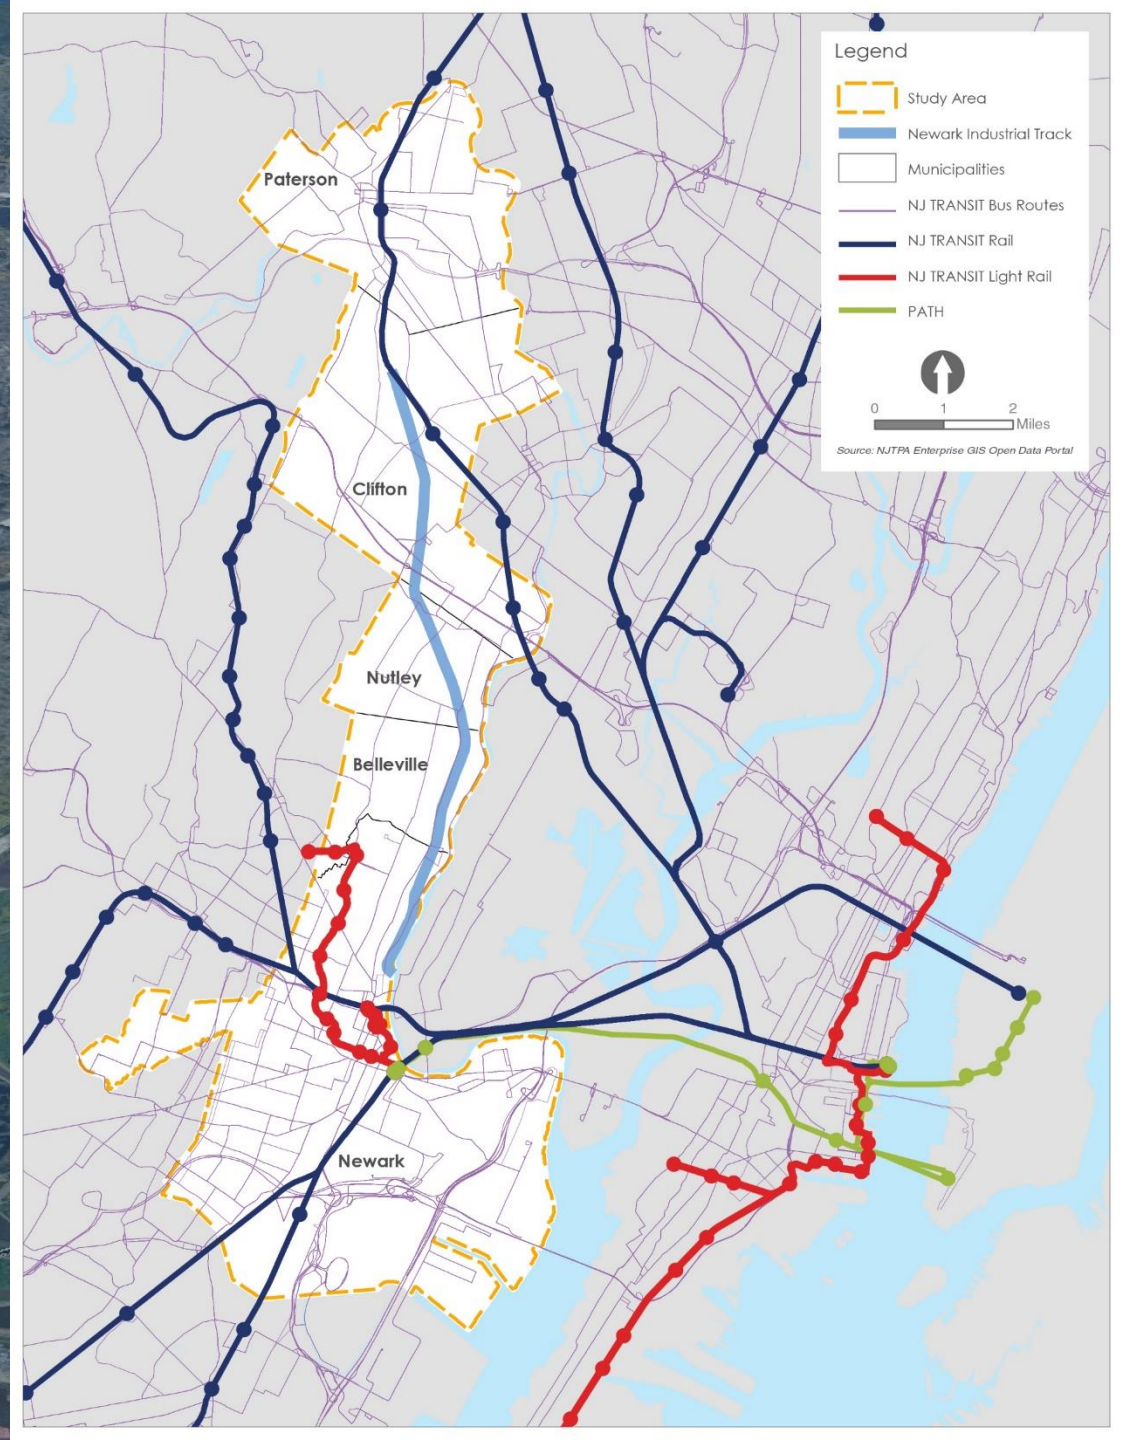 Legend
Study Area
Newark Industrial Track
Municipalities
NJ TRANSIT Bus Routes
NJ TRANSIT Rail
NJ TRANSIT Light Rail
PATH
0 1 2
Miles
Source: NJTPA Enterprise GIS Open Data Portal
Paterson
Clifton
Nutley
Belleville
Newark